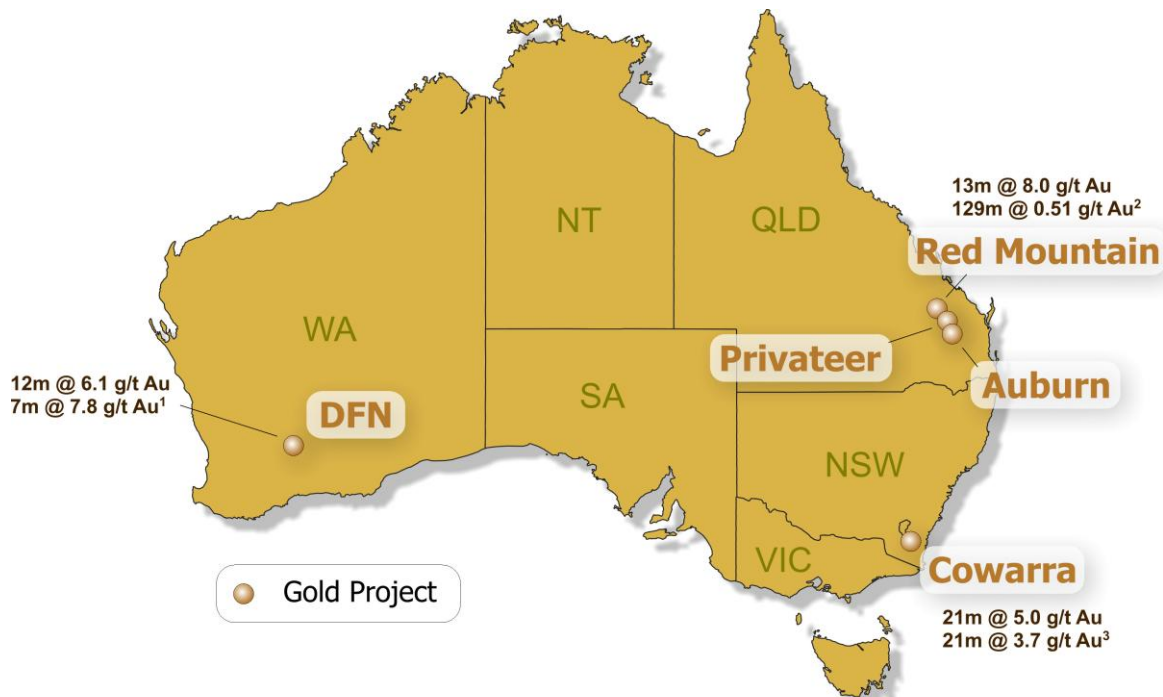 13m @ 8.0 g/t Au
129m @ 0.51 g/t Au²
Red Mountain
NT
QLD
WA
Privateer
Auburn
12m @ 6.1 g/t Au
7m @ 7.8 g/t Au¹
DFN
SA
NSW
VIC
Cowarra
Gold Project
21m @ 5.0 g/t Au
21m @ 3.7 g/t Au³